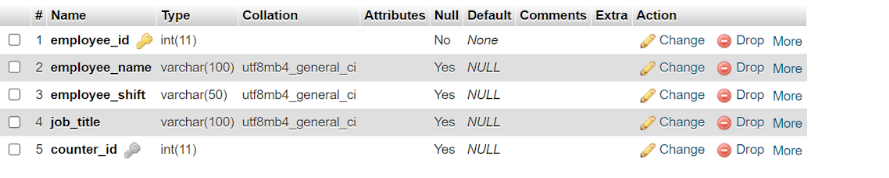 # Name Type Collation Attributes Null Default Comments Extra Action
1 employee_id int(11) No None Change Drop More
2 employee_name varchar(100) utf8mb4_general_ci Yes NULL Change Drop More
3 employee_shift varchar(50) utf8mb4_general_ci Yes NULL Change Drop More
4 job_title varchar(100) utf8mb4_general_ci Yes NULL Change Drop More
5 counter_id int(11) Yes NULL Change Drop More